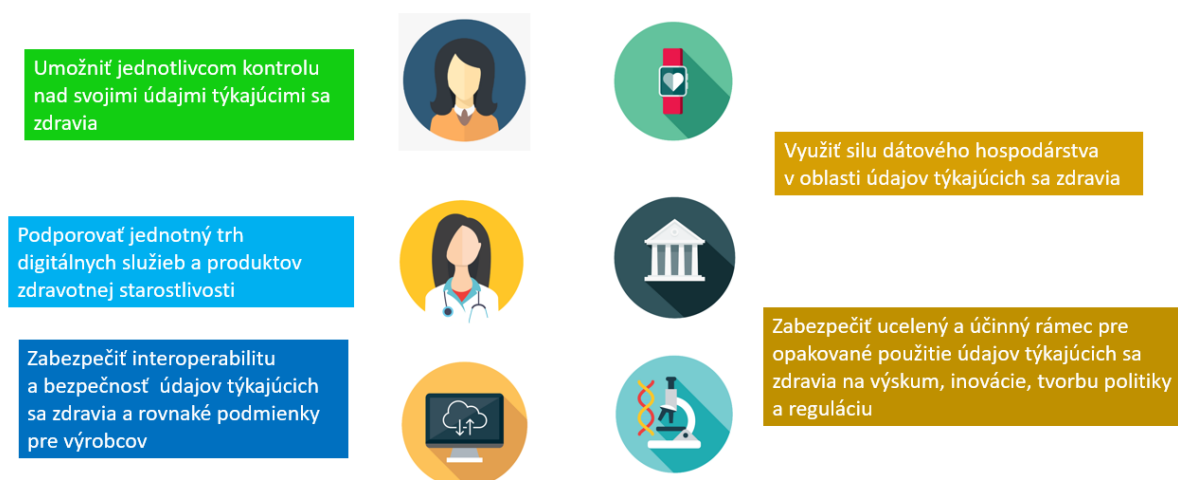 Umožniť jednotlivcom kontrolu
nad svojimi údajmi týkajúcimi sa
zdravia
Podporovať jednotný trh
digitálnych služieb a produktov
zdravotnej starostlivosti
Zabezpečiť interoperabilitu
a bezpečnosť údajov týkajúcich
sa zdravia a rovnaké podmienky
pre výrobcov
Využiť silu dátového hospodárstva
v oblasti údajov týkajúcich sa zdravia
Zabezpečiť ucelený a účinný rámec pre
opakované použitie údajov týkajúcich sa
zdravia na výskum, inovácie, tvorbu politiky
a reguláciu